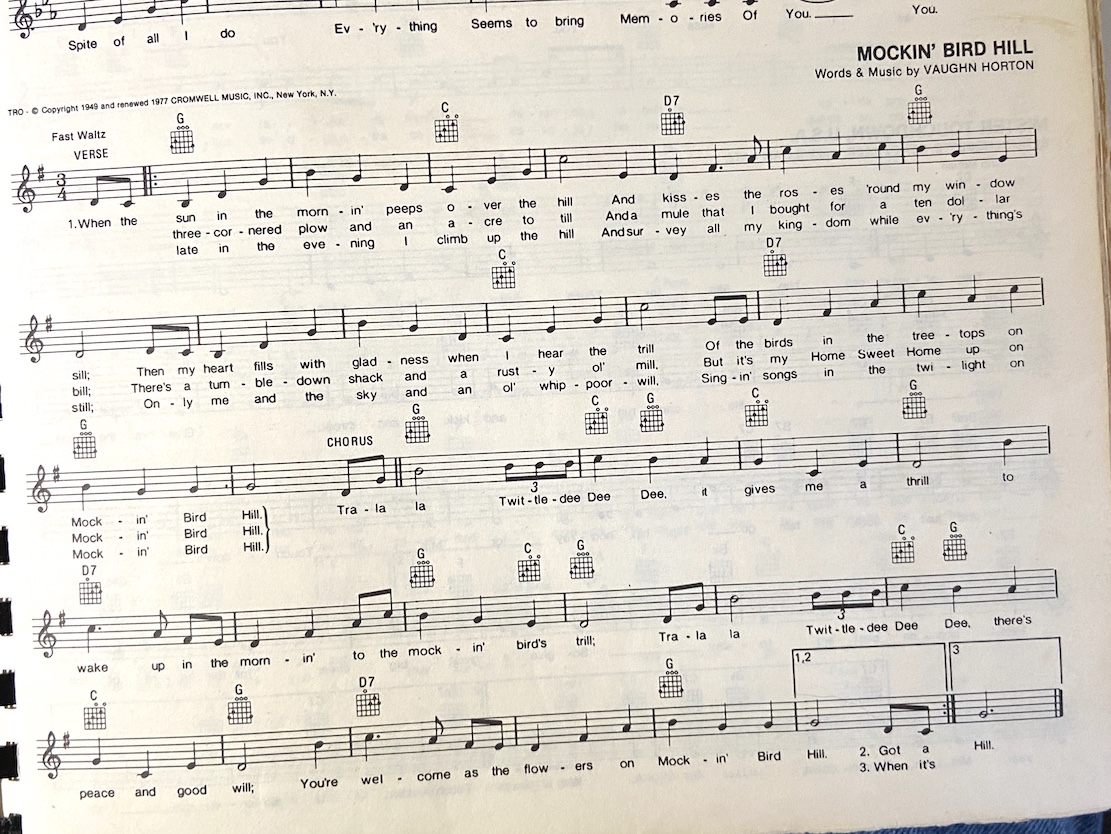 Spite of all I do Ev - 'ry - thing Seems to bring Mem - o - ries Of You. You.
MOCKIN' BIRD HILL
Words & Music by VAUGHN HORTON
TRO - © Copyright 1949 and renewed 1977 CROMWELL MUSIC, INC., New York, N.Y.
Fast Waltz
VERSE
G C D7 G
3
4
1.When the sun in the morn - in' peeps o - ver the hill And kiss - es the ros - es 'round my win - dow
three - cor - nered plow and an a - cre to till And a mule that I bought for a ten dol - lar
late in the eve - ning I climb up the hill And sur - vey all my king - dom while ev - 'ry - thing's
C D7
sill; Then my heart fills with glad - ness when I hear the trill Of the birds in the tree - tops on
bill; There's a turn - ble - down shack and a rust - y ol' mill, But it's my Home Sweet Home up on
still; On - ly me and the sky and an ol' whip - poor - will, Sing - in' songs in the twi - light on
G CHORUS G C G C G
3
Mock - in' Bird Hill. Tra - la la Twit - tle - dee Dee Dee, it gives me a thrill to
Mock - in' Bird Hill.
Mock - in' Bird Hill.
D7 G C G C G
3
wake up in the morn - in' to the mock - in' bird's trill; Tra - la la Twit - tle - dee Dee Dee, there's
C G D7 G 1,2 3
peace and good will; You're wel - come as the flow - ers on Mock - in' Bird Hill. 2. Got a Hill.
3. When it's